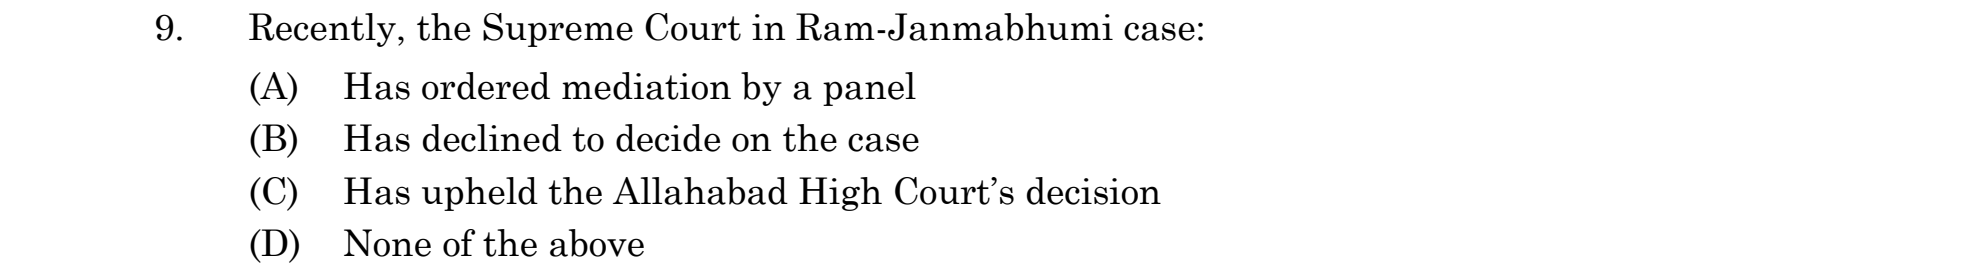 9. Recently, the Supreme Court in Ram-Janmabhumi case:
(A) Has ordered mediation by a panel
(B) Has declined to decide on the case
(C) Has upheld the Allahabad High Court’s decision
(D) None of the above